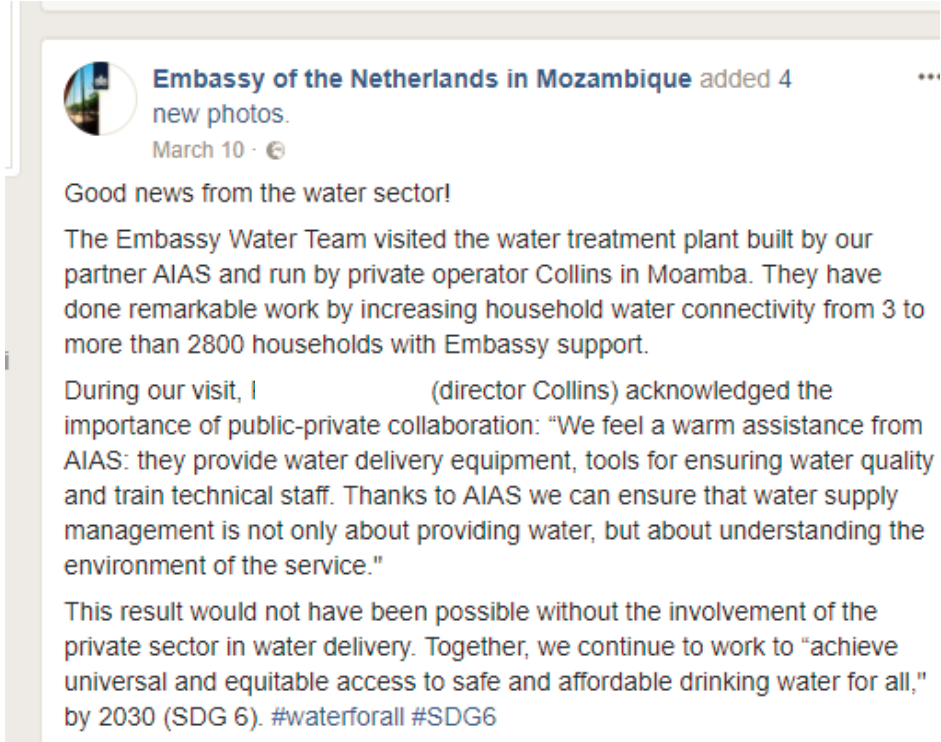 Embassy of the Netherlands in Mozambique added 4
new photos.
March 10 ·
Good news from the water sector!
The Embassy Water Team visited the water treatment plant built by our
partner AIAS and run by private operator Collins in Moamba. They have
done remarkable work by increasing household water connectivity from 3 to
more than 2800 households with Embassy support.
During our visit, (director Collins) acknowledged the
importance of public-private collaboration: “We feel a warm assistance from
AIAS: they provide water delivery equipment, tools for ensuring water quality
and train technical staff. Thanks to AIAS we can ensure that water supply
management is not only about providing water, but about understanding the
environment of the service."
This result would not have been possible without the involvement of the
private sector in water delivery. Together, we continue to work to “achieve
universal and equitable access to safe and affordable drinking water for all,"
by 2030 (SDG 6). #waterforall #SDG6